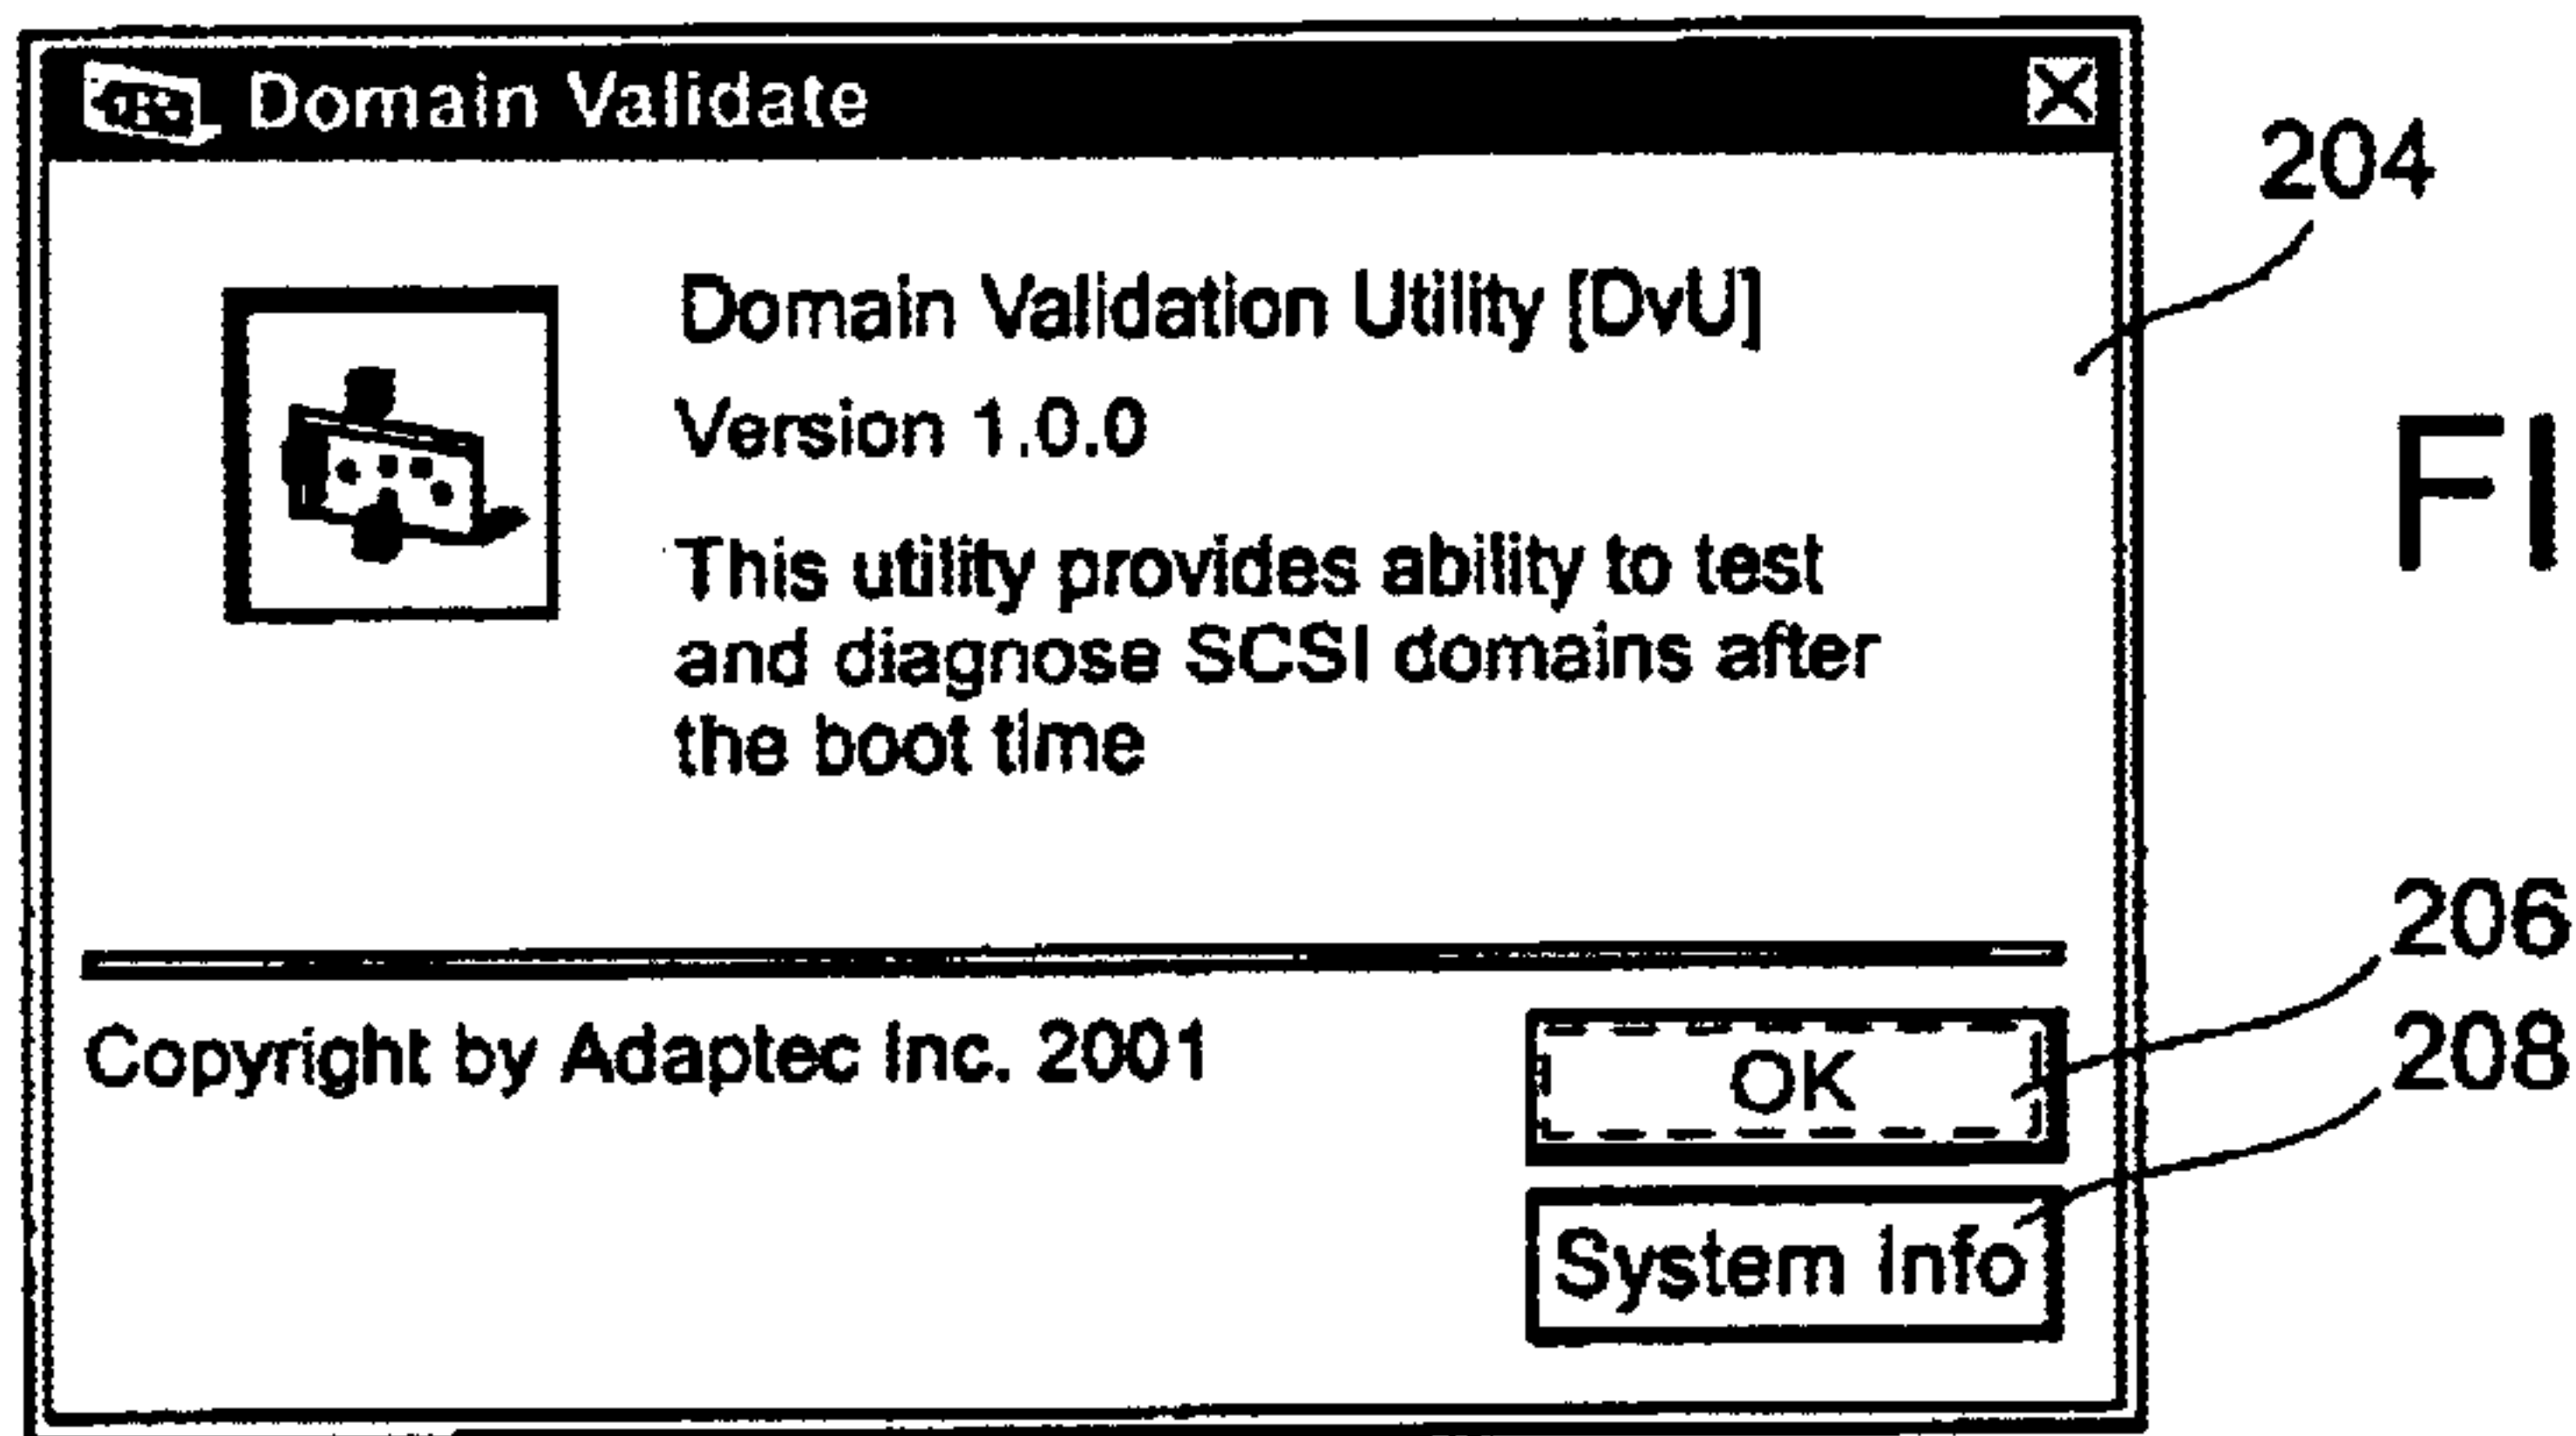 Domain Validate
204
Domain Validation Utility [DvU]
Version 1.0.0
FI
This utility provides ability to test
and diagnose SCSI domains after
the boot time
206
Copyright by Adaptec Inc. 2001
OK
208
System Info